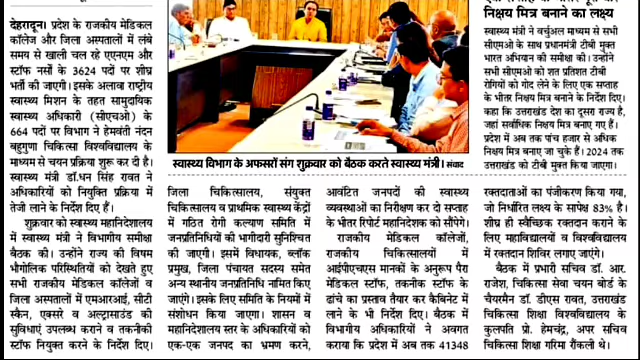 देहरादून। प्रदेश के राजकीय मेडिकल
कॉलेज और जिला अस्पतालों में लंबे
समय से खाली चल रहे एएनएम और
स्टॉफ नर्सों के 3624 पदों पर शीघ्र
भर्ती की जाएगी। इसके अलावा राष्ट्रीय
स्वास्थ्य मिशन के तहत सामुदायिक
स्वास्थ्य अधिकारी (सीएचओ) के
664 पदों पर विभाग ने हेमवंती नंदन
बहुगुणा चिकित्सा विश्वविद्यालय के
माध्यम से चयन प्रक्रिया शुरू कर दी है।
स्वास्थ्य मंत्री डॉ.धन सिंह रावत ने
अधिकारियों को नियुक्ति प्रक्रिया में
तेजी लाने के निर्देश दिए हैं।
शुक्रवार को स्वास्थ्य महानिदेशालय
में स्वास्थ्य मंत्री ने विभागीय समीक्षा
बैठक की। उन्होंने राज्य की विषम
भौगोलिक परिस्थितियों को देखते हुए
सभी राजकीय मेडिकल कॉलेजों व
जिला अस्पतालों में एमआरआई, सीटी
स्कैन, एक्सरे व अल्ट्रासाउंड की
सुविधाएं उपलब्ध कराने व तकनीकी
स्टॉफ नियुक्त करने के निर्देश दिए।
स्वास्थ्य विभाग के अफसरों संग शुक्रवार को बैठक करते स्वास्थ्य मंत्री। संवाद
जिला चिकित्सालय, संयुक्त
चिकित्सालय व प्राथमिक स्वास्थ्य केंद्रों
में गठित रोगी कल्याण समिति में
जनप्रतिनिधियों की भागीदारी सुनिश्चित
की जाएगी। इसमें विधायक, ब्लॉक
प्रमुख, जिला पंचायत सदस्य समेत
अन्य स्थानीय जनप्रतिनिधि नामित किए
जाएंगे। इसके लिए समिति के नियमों में
संशोधन किया जाएगा। शासन व
महानिदेशालय स्तर के अधिकारियों को
एक-एक जनपद का भ्रमण करने,
आवंटित जनपदों की स्वास्थ्य
व्यवस्थाओं का निरीक्षण कर दो सप्ताह
के भीतर रिपोर्ट महानिदेशक को सौंपेंगे।
राजकीय मेडिकल कॉलेजों,
राजकीय चिकित्सालयों में
आईपीएचएस मानकों के अनुरूप पैरा
मेडिकल स्टॉफ, तकनीक स्टॉफ के
ढांचे का प्रस्ताव तैयार कर कैबिनेट में
लाने के भी निर्देश दिए। बैठक में
विभागीय अधिकारियों ने अवगत
कराया कि प्रदेश में अब तक 41348
निक्षय मित्र बनाने का लक्ष्य
स्वास्थ्य मंत्री ने वर्चुअल माध्यम से सभी
सीएमओ के साथ प्रधानमंत्री टीबी मुक्त
भारत अभियान की समीक्षा की। उन्होंने
सभी सीएमओ को शत प्रतिशत टीबी
रोगियों को गोद लेने के लिए एक सप्ताह
के भीतर निक्षय मित्र बनाने के निर्देश दिए।
कहा कि उत्तराखंड देश का दूसरा राज्य है,
जहां सर्वाधिक निक्षय मित्र बनाए गए हैं।
प्रदेश में अब तक पांच हजार से अधिक
निक्षय मित्र बनाए जा चुके हैं। 2024 तक
उत्तराखंड को टीबी मुक्त किया जाएगा।
रक्तदाताओं का पंजीकरण किया गया,
जो निर्धारित लक्ष्य के सापेक्ष 83% है।
शीघ्र ही स्वैच्छिक रक्तदान कराने के
लिए महाविद्यालयों व विश्वविद्यालय
में रक्तदान शिविर लगाए जाएंगे।
बैठक में प्रभारी सचिव डॉ. आर.
राजेश, चिकित्सा सेवा चयन बोर्ड के
चैयरमैन डॉ. डीएस रावत, उत्तराखंड
चिकित्सा शिक्षा विश्वविद्यालय के
कुलपति प्रो. हेमचंद्र, अपर सचिव
चिकित्सा शिक्षा गरिमा रौंकली थे।